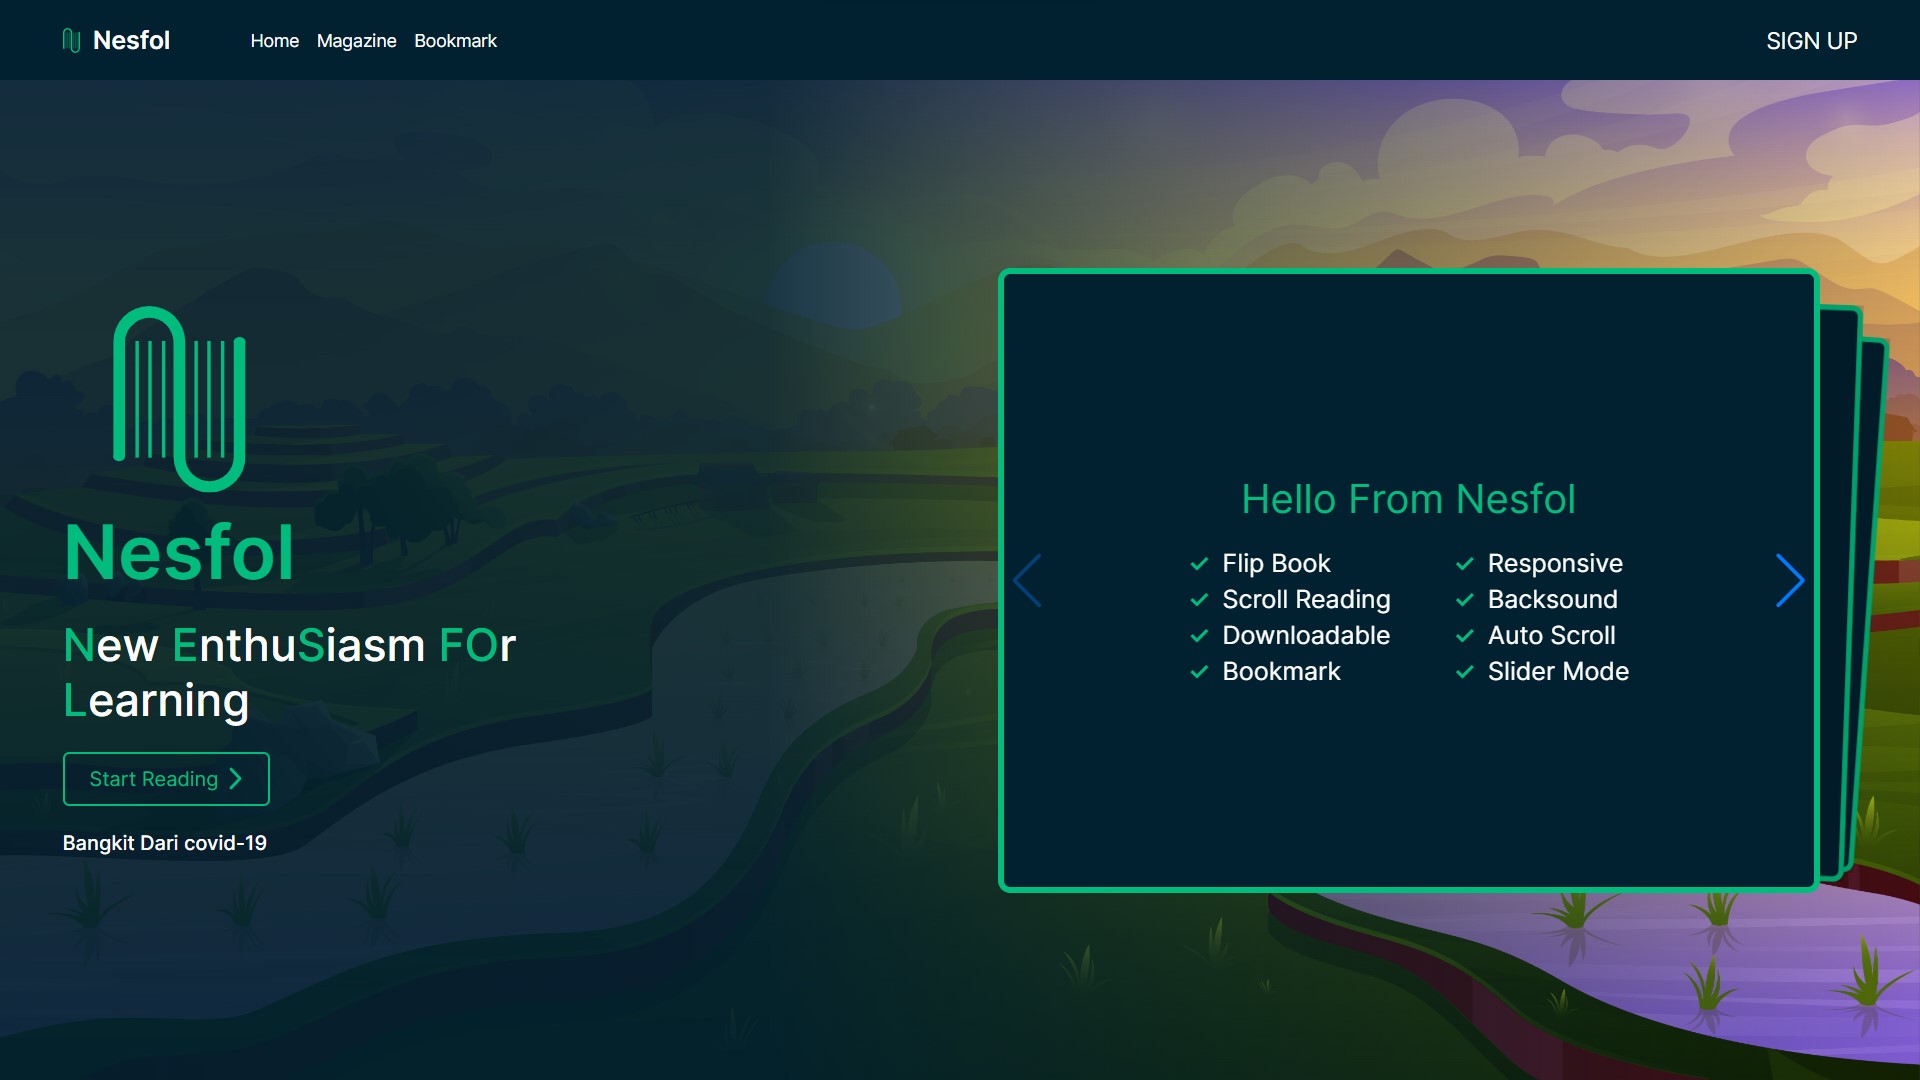 Nesfol
Home
Magazine
Bookmark
SIGN UP
Nesfol
New EnthuSiasm FOr
Learning
Start Reading
Bangkit Dari covid-19
Hello From Nesfol
Flip Book
Scroll Reading
Downloadable
Bookmark
Responsive
Backsound
Auto Scroll
Slider Mode